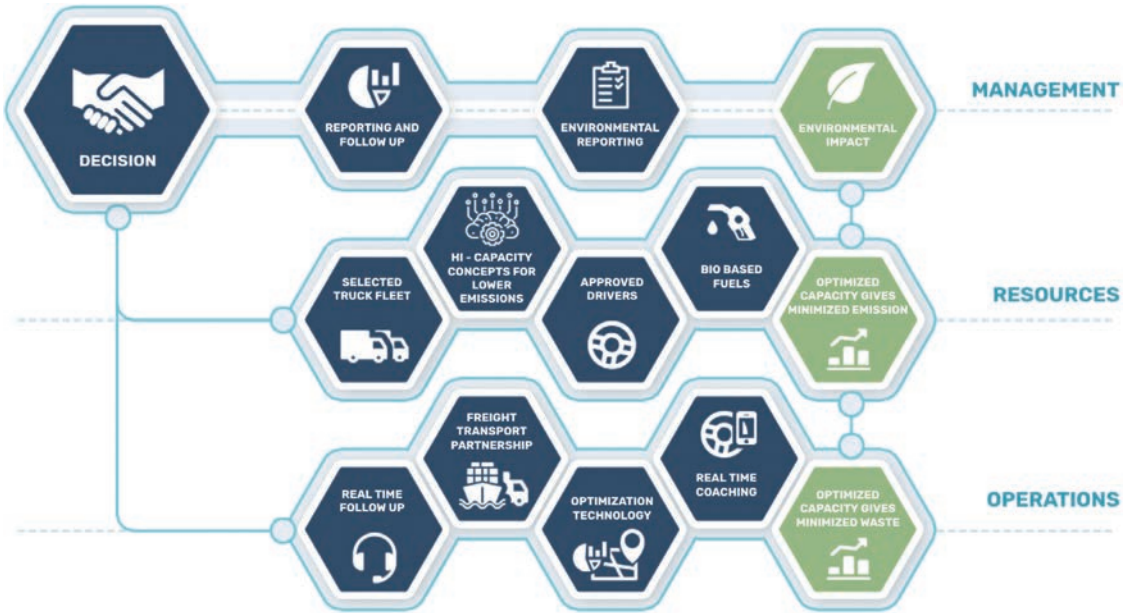 DECISION
REPORTING AND
FOLLOW UP
ENVIRONMENTAL
REPORTING
ENVIRONMENTAL
IMPACT
MANAGEMENT
SELECTED
TRUCK FLEET
HI - CAPACITY
CONCEPTS FOR
LOWER
EMISSIONS
APPROVED
DRIVERS
BIO BASED
FUELS
OPTIMIZED
CAPACITY GIVES
MINIMIZED EMISSION
RESOURCES
REAL TIME
FOLLOW UP
FREIGHT
TRANSPORT
PARTNERSHIP
OPTIMIZATION
TECHNOLOGY
REAL TIME
COACHING
OPTIMIZED
CAPACITY GIVES
MINIMIZED WASTE
OPERATIONS